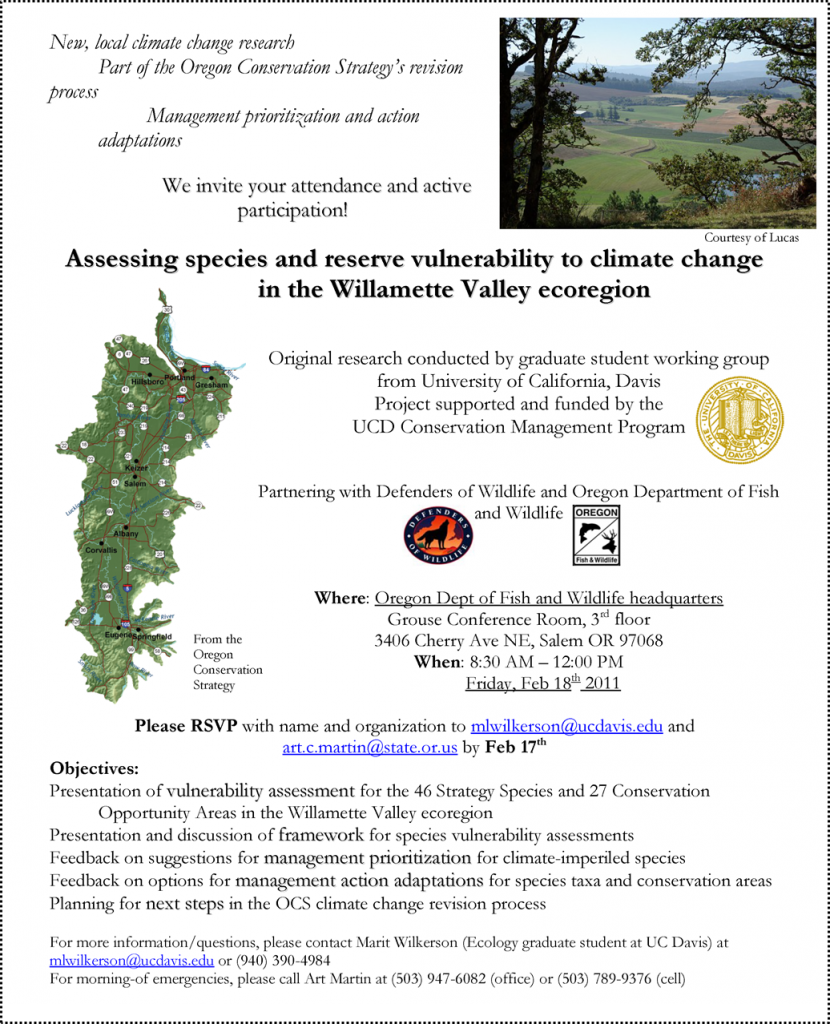 New, local climate change research
Part of the Oregon Conservation Strategy's revision
process
Management prioritization and action
adaptations
We invite your attendance and active
participation!
Courtesy of Lucas
Assessing species and reserve vulnerability to climate change
in the Willamette Valley ecoregion
Hillsboro
Portland
Gresham
Keizer
Salem
Albany
Corvallis
Eugene
Springfield
From the
Oregon
Conservation
Strategy
Original research conducted by graduate student working group
from University of California, Davis
Project supported and funded by the
UCD Conservation Management Program
THE UNIVERSITY OF CALIFORNIA
DAVIS
Partnering with Defenders of Wildlife and Oregon Department of Fish
and Wildlife
DEFENDERS OF WILDLIFE
OREGON
Fish & Wildlife
Where: Oregon Dept of Fish and Wildlife headquarters
Grouse Conference Room, 3rd floor
3406 Cherry Ave NE, Salem OR 97068
When: 8:30 AM – 12:00 PM
Friday, Feb 18th 2011
Please RSVP with name and organization to mlwilkerson@ucdavis.edu and
art.c.martin@state.or.us by Feb 17th
Objectives:
Presentation of vulnerability assessment for the 46 Strategy Species and 27 Conservation
Opportunity Areas in the Willamette Valley ecoregion
Presentation and discussion of framework for species vulnerability assessments
Feedback on suggestions for management prioritization for climate-imperiled species
Feedback on options for management action adaptations for species taxa and conservation areas
Planning for next steps in the OCS climate change revision process
For more information/questions, please contact Marit Wilkerson (Ecology graduate student at UC Davis) at
mlwilkerson@ucdavis.edu or (940) 390-4984
For morning-of emergencies, please call Art Martin at (503) 947-6082 (office) or (503) 789-9376 (cell)